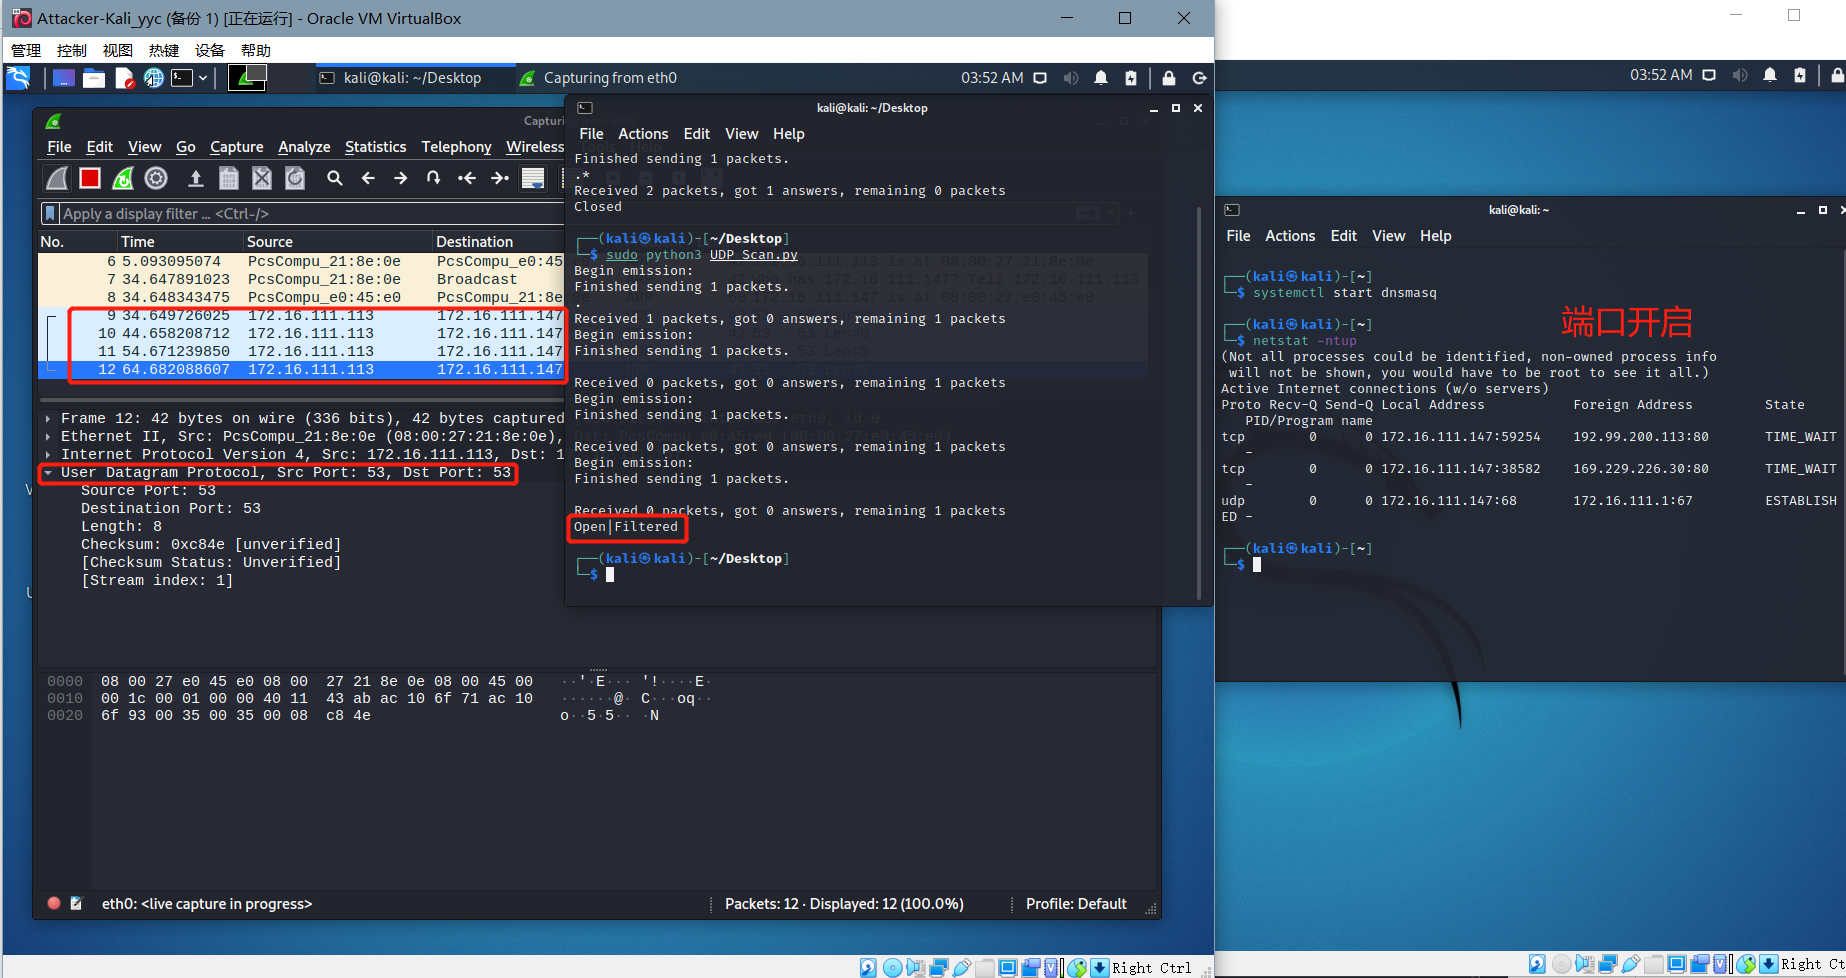 Attacker-Kali_yyc (备份 1) [正在运行] - Oracle VM VirtualBox
管理 控制 视图 热键 设备 帮助
kali@kali: ~/Desktop
Capturing from eth0
03:52 AM
File Edit View Go Capture Analyze Statistics Telephony Wireless
Apply a display filter ... <Ctrl-/>
No. Time Source Destination
6 5.093095074 PcsCompu_21:8e:0e PcsCompu_e0:45
7 34.647891023 PcsCompu_21:8e:0e Broadcast
8 34.648343475 PcsCompu_e0:45:e0 PcsCompu_21:8e:0e
9 34.649726025 172.16.111.113 172.16.111.147
10 44.658208712 172.16.111.113 172.16.111.147
11 54.671239850 172.16.111.113 172.16.111.147
12 64.682088607 172.16.111.113 172.16.111.147
Frame 12: 42 bytes on wire (336 bits), 42 bytes captured
Ethernet II, Src: PcsCompu_21:8e:0e (08:00:27:21:8e:0e),
Internet Protocol Version 4, Src: 172.16.111.113, Dst: 17
User Datagram Protocol, Src Port: 53, Dst Port: 53
Source Port: 53
Destination Port: 53
Length: 8
Checksum: 0xc84e [unverified]
[Checksum Status: Unverified]
[Stream index: 1]
0000 08 00 27 e0 45 e0 08 00 27 21 8e 0e 08 00 45 00 ··'·E··· '!····E·
0010 00 1c 00 01 00 00 40 11 43 ab ac 10 6f 71 ac 10 ······@· C···oq··
0020 6f 93 00 35 00 35 00 08 c8 4e o··5·5·· ·N
eth0: <live capture in progress>
Packets: 12 · Displayed: 12 (100.0%)
Profile: Default
Right Ctrl
kali@kali: ~/Desktop
File Actions Edit View Help
Finished sending 1 packets.
.*
Received 2 packets, got 1 answers, remaining 0 packets
Closed
┌──(kali㉿kali)-[~/Desktop]
└─$ sudo python3 UDP_Scan.py
Begin emission:
Finished sending 1 packets.
.
Received 1 packets, got 0 answers, remaining 1 packets
Begin emission:
Finished sending 1 packets.
Received 0 packets, got 0 answers, remaining 1 packets
Begin emission:
Finished sending 1 packets.
Received 0 packets, got 0 answers, remaining 1 packets
Begin emission:
Finished sending 1 packets.
Received 0 packets, got 0 answers, remaining 1 packets
Open|Filtered
┌──(kali㉿kali)-[~/Desktop]
└─$
03:52 AM
kali@kali: ~
File Actions Edit View Help
┌──(kali㉿kali)-[~]
└─$ systemctl start dnsmasq
端口开启
┌──(kali㉿kali)-[~]
└─$ netstat -ntup
(Not all processes could be identified, non-owned process info
will not be shown, you would have to be root to see it all.)
Active Internet connections (w/o servers)
Proto Recv-Q Send-Q Local Address Foreign Address State
PID/Program name
tcp 0 0 172.16.111.147:59254 192.99.200.113:80 TIME_WAIT
-
tcp 0 0 172.16.111.147:38582 169.229.226.30:80 TIME_WAIT
-
udp 0 0 172.16.111.147:68 172.16.111.1:67 ESTABLISH
ED -
┌──(kali㉿kali)-[~]
└─$
Right Ct